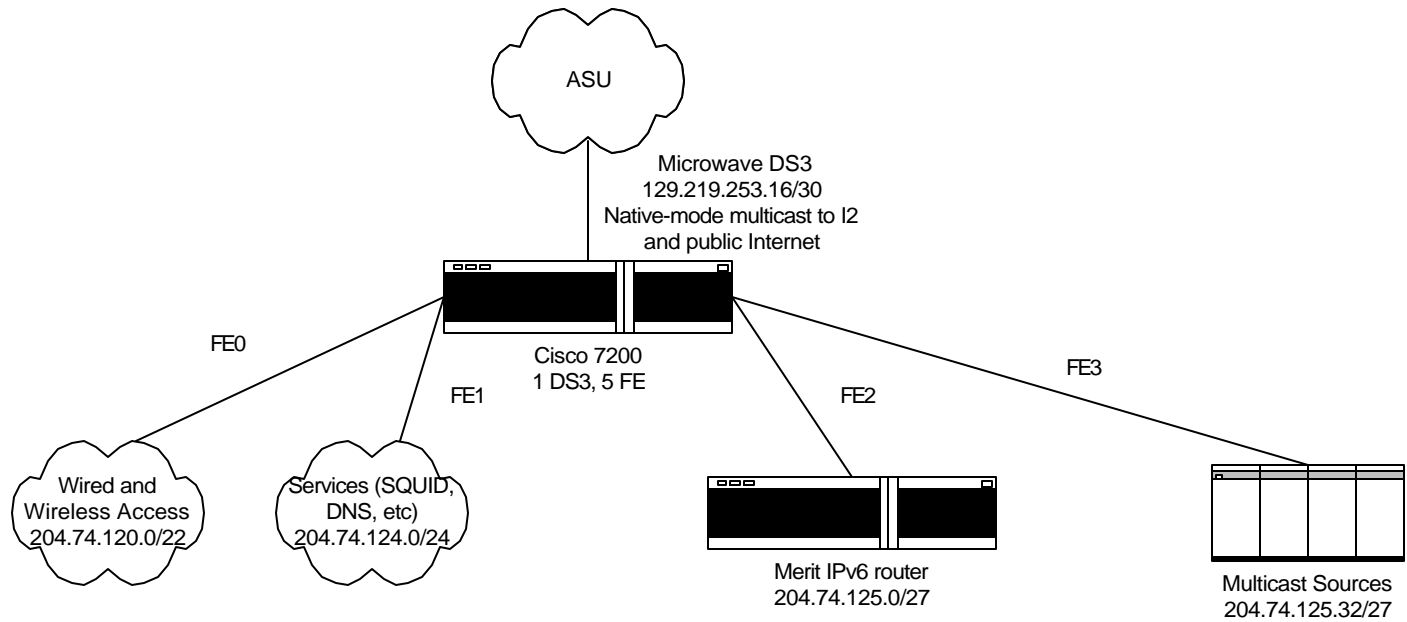 ASU
Microwave DS3
129.219.253.16/30
Native-mode multicast to I2
and public Internet
FE0
FE1
Cisco 7200
1 DS3, 5 FE
FE2
FE3
Wired and
Wireless Access
204.74.120.0/22
Services (SQUID,
DNS, etc)
204.74.124.0/24
Merit IPv6 router
204.74.125.0/27
Multicast Sources
204.74.125.32/27